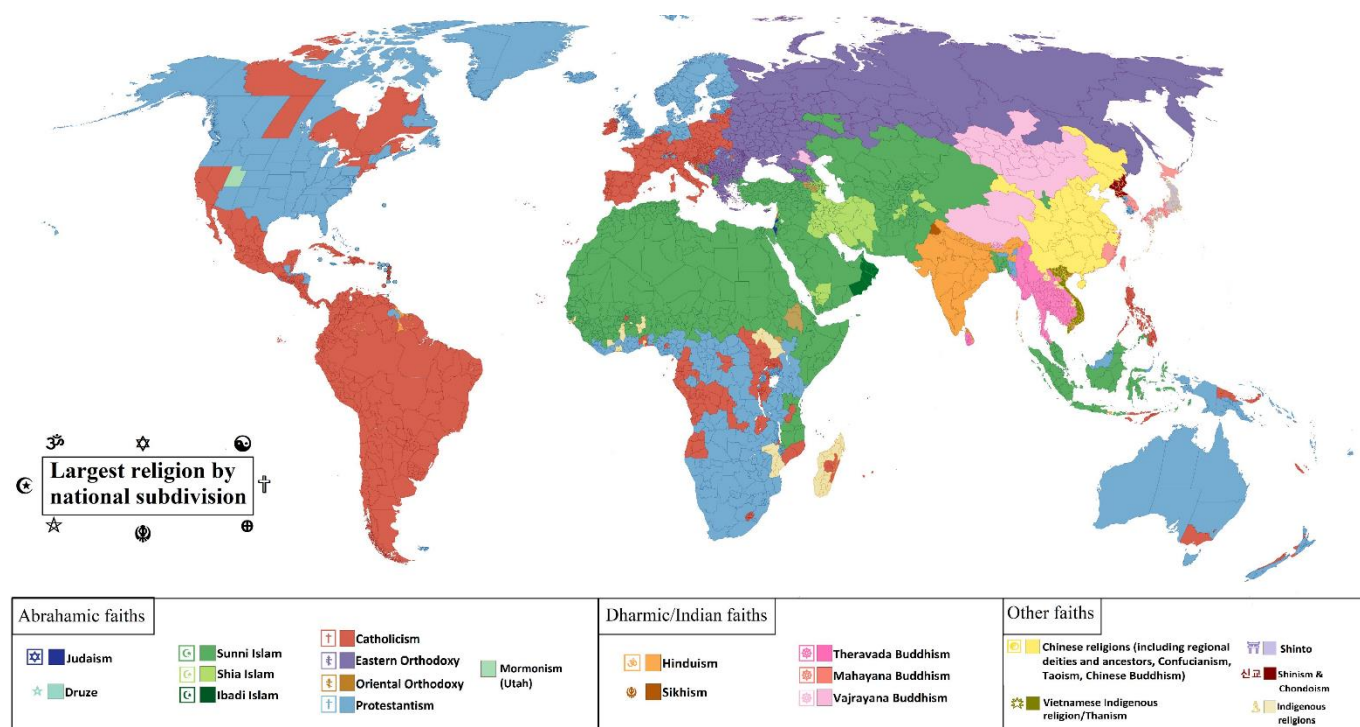 Largest religion by
national subdivision
Abrahamic faiths
Judaism
Druze
Sunni Islam
Shia Islam
Ibadi Islam
Catholicism
Eastern Orthodoxy
Oriental Orthodoxy
Protestantism
Mormonism
(Utah)
Dharmic/Indian faiths
Hinduism
Sikhism
Theravada Buddhism
Mahayana Buddhism
Vajrayana Buddhism
Other faiths
Chinese religions (including regional
deities and ancestors, Confucianism,
Taoism, Chinese Buddhism)
Vietnamese Indigenous
religion/Thanism
Shinto
신교 Shinism &
Chondoism
Indigenous
religions